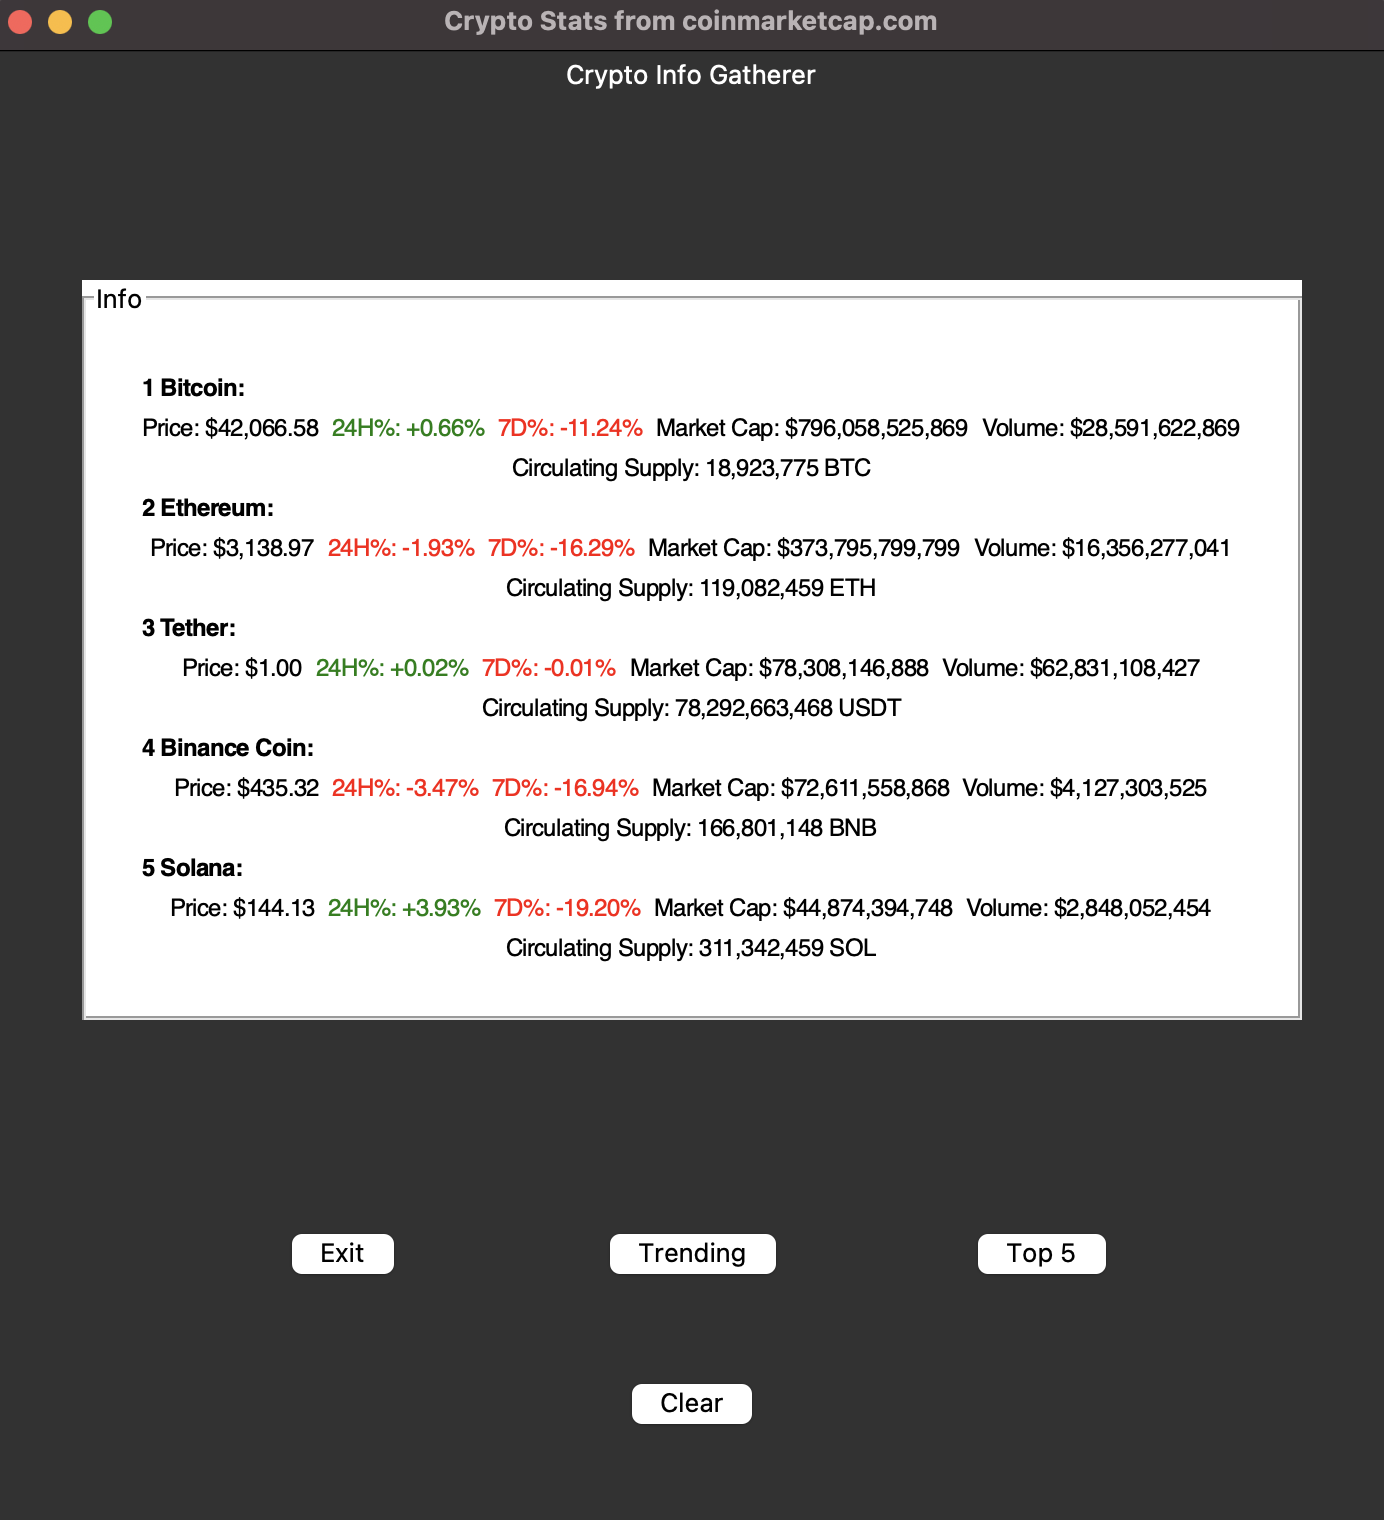 Crypto Stats from coinmarketcap.com
Crypto Info Gatherer
Info
1 Bitcoin:
Price: $42,066.58 24H%: +0.66% 7D%: -11.24% Market Cap: $796,058,525,869 Volume: $28,591,622,869
Circulating Supply: 18,923,775 BTC
2 Ethereum:
Price: $3,138.97 24H%: -1.93% 7D%: -16.29% Market Cap: $373,795,799,799 Volume: $16,356,277,041
Circulating Supply: 119,082,459 ETH
3 Tether:
Price: $1.00 24H%: +0.02% 7D%: -0.01% Market Cap: $78,308,146,888 Volume: $62,831,108,427
Circulating Supply: 78,292,663,468 USDT
4 Binance Coin:
Price: $435.32 24H%: -3.47% 7D%: -16.94% Market Cap: $72,611,558,868 Volume: $4,127,303,525
Circulating Supply: 166,801,148 BNB
5 Solana:
Price: $144.13 24H%: +3.93% 7D%: -19.20% Market Cap: $44,874,394,748 Volume: $2,848,052,454
Circulating Supply: 311,342,459 SOL
Exit Trending Top 5
Clear